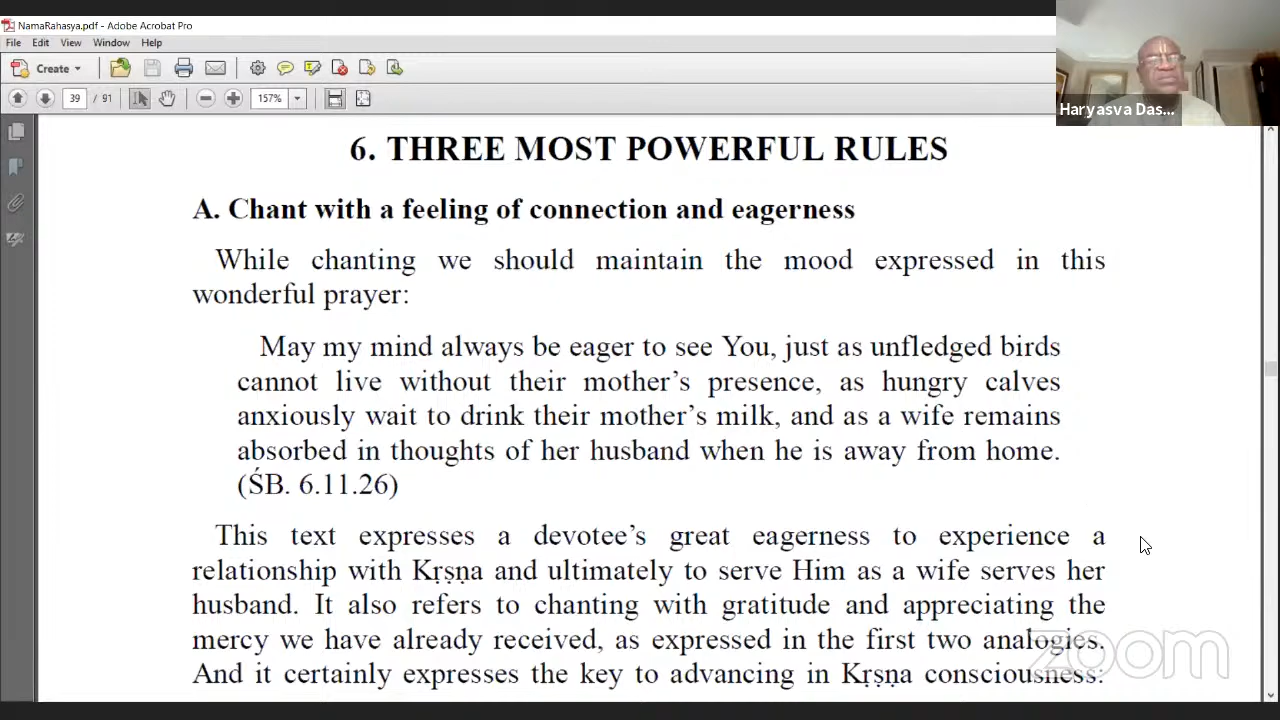 NamaRahasya.pdf - Adobe Acrobat Pro
File Edit View Window Help
Create
39 / 91
157%
Haryasva Das...
6. THREE MOST POWERFUL RULES
A. Chant with a feeling of connection and eagerness
While chanting we should maintain the mood expressed in this
wonderful prayer:
May my mind always be eager to see You, just as unfledged birds
cannot live without their mother’s presence, as hungry calves
anxiously wait to drink their mother’s milk, and as a wife remains
absorbed in thoughts of her husband when he is away from home.
(ŚB. 6.11.26)
This text expresses a devotee’s great eagerness to experience a
relationship with Kṛṣṇa and ultimately to serve Him as a wife serves her
husband. It also refers to chanting with gratitude and appreciating the
mercy we have already received, as expressed in the first two analogies.
And it certainly expresses the key to advancing in Kṛṣṇa consciousness:
zoom